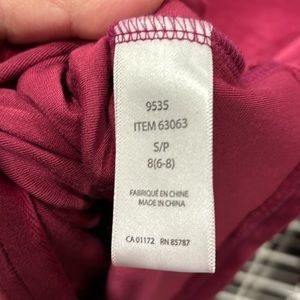 9535
ITEM 63063
S/P
8(6-8)
FABRIQUÉ EN CHINE
MADE IN CHINA
CA 01172 RN 85787